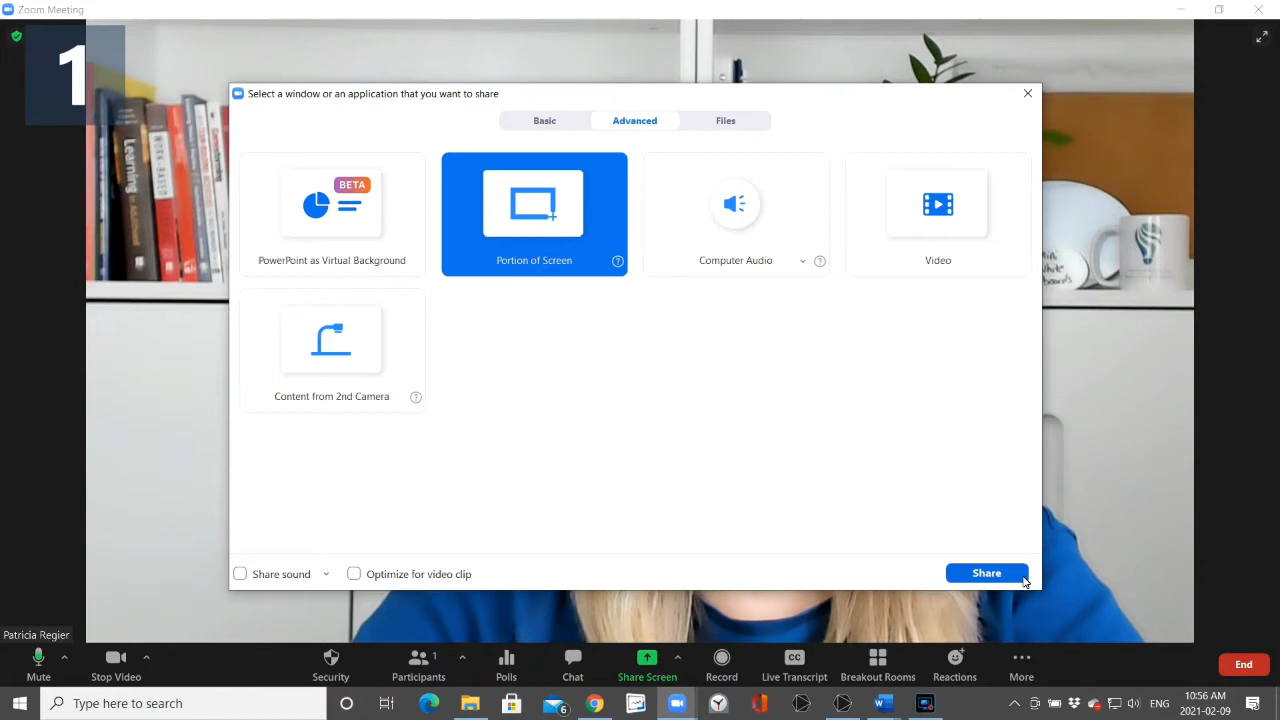 Zoom Meeting
1
Select a window or an application that you want to share
Basic
Advanced
Files
BETA
PowerPoint as Virtual Background
Portion of Screen
?
Computer Audio
?
Video
Content from 2nd Camera
?
Share sound
Optimize for video clip
Share
Learning
WORK-BASED
Patricia Regier
Mute
Stop Video
Security
1
Participants
Polls
Chat
Share Screen
Record
CC
Live Transcript
Breakout Rooms
Reactions
More
End
Type here to search
6
W
ENG
10:56 AM
2021-02-09